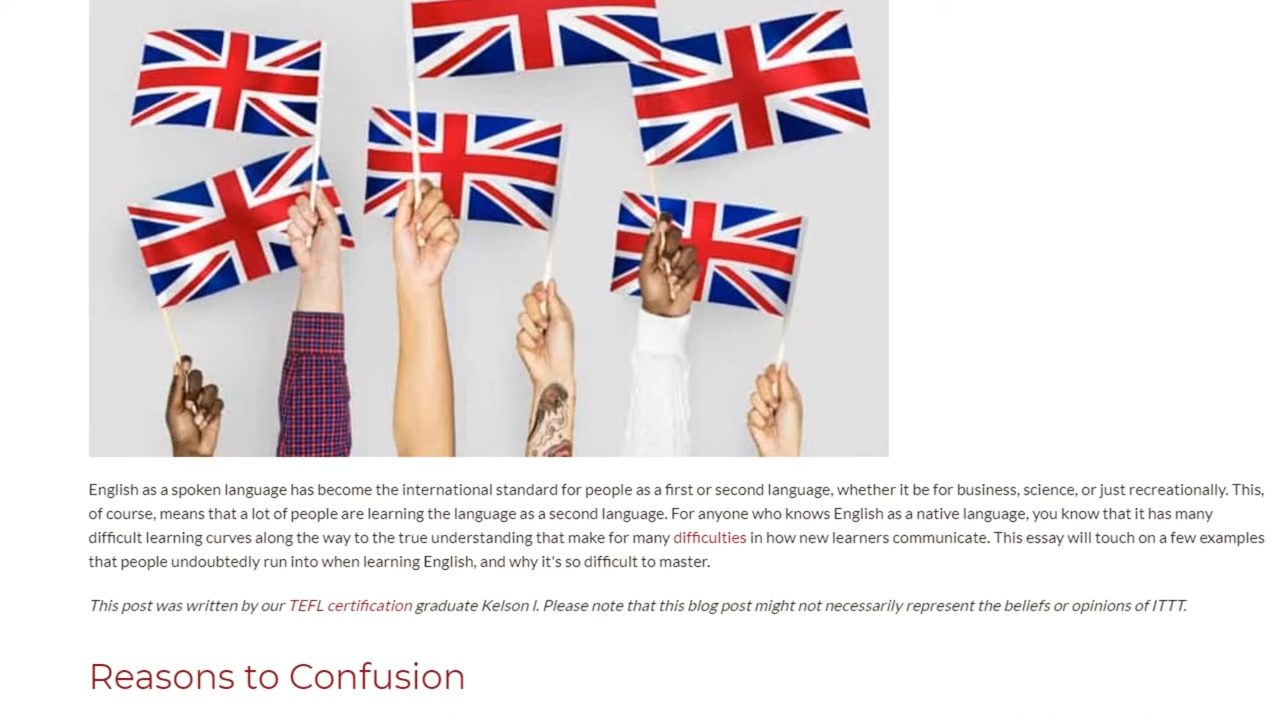 English as a spoken language has become the international standard for people as a first or second language, whether it be for business, science, or just recreationally. This,
of course, means that a lot of people are learning the language as a second language. For anyone who knows English as a native language, you know that it has many
difficult learning curves along the way to the true understanding that make for many difficulties in how new learners communicate. This essay will touch on a few examples
that people undoubtedly run into when learning English, and why it's so difficult to master.
This post was written by our TEFL certification graduate Kelson I. Please note that this blog post might not necessarily represent the beliefs or opinions of ITTT.
Reasons to Confusion